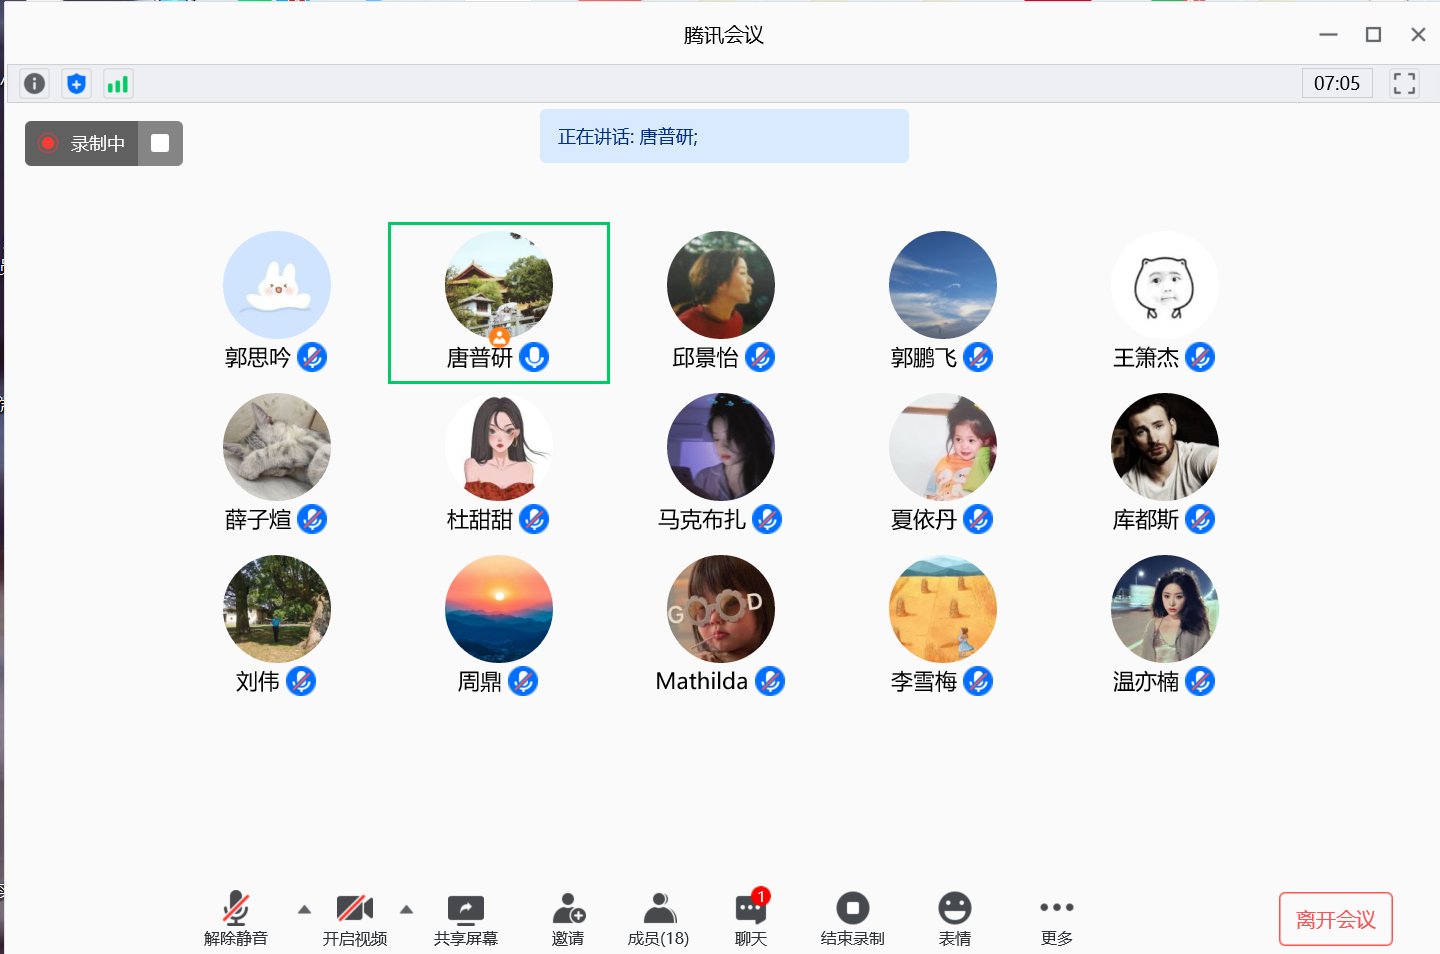 腾讯会议
07:05
录制中
正在讲话: 唐普研;
郭思吟
唐普研
邱景怡
郭鹏飞
王箫杰
薛子煊
杜甜甜
马克布扎
夏依丹
库都斯
GOOD
刘伟
周鼎
Mathilda
李雪梅
温亦楠
1
解除静音
开启视频
共享屏幕
邀请
成员(18)
聊天
结束录制
表情
更多
离开会议